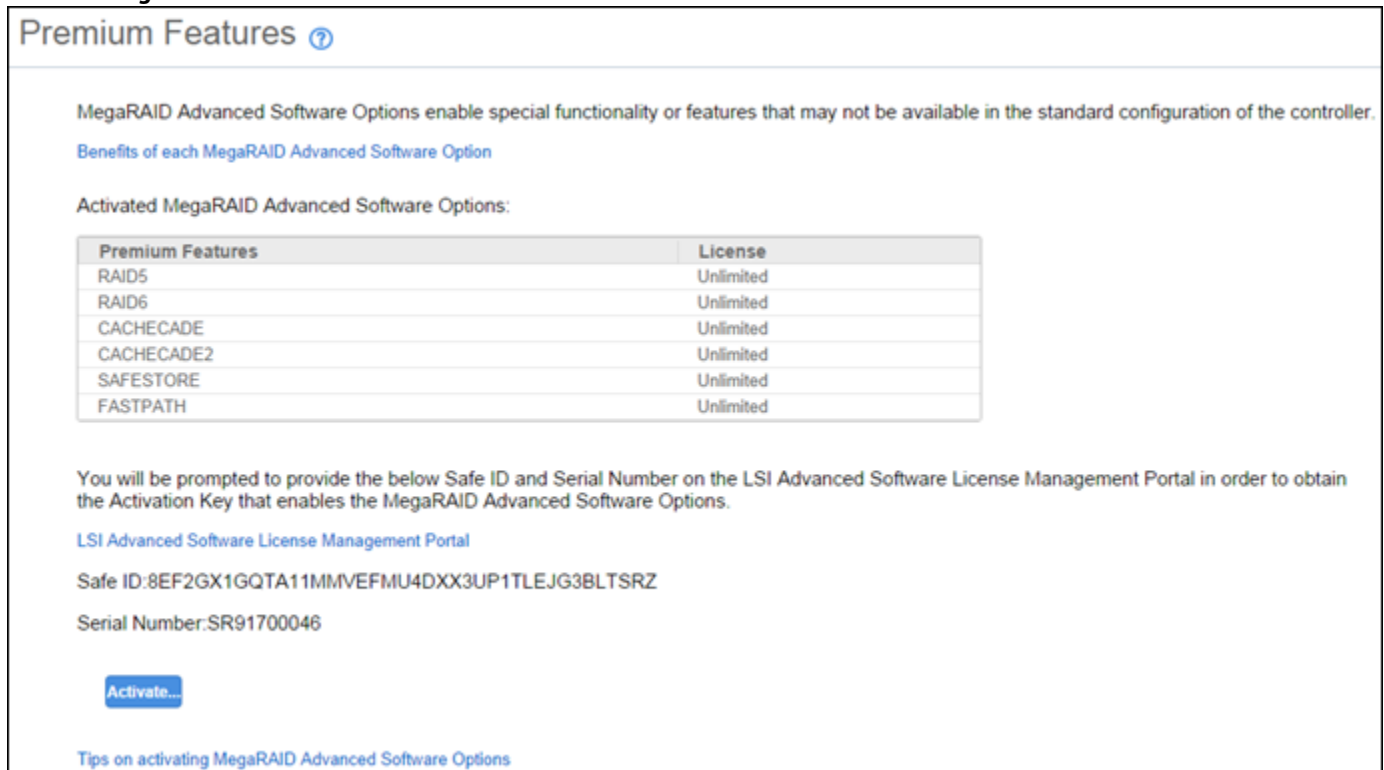 Premium Features ?
MegaRAID Advanced Software Options enable special functionality or features that may not be available in the standard configuration of the controller.
Benefits of each MegaRAID Advanced Software Option
Activated MegaRAID Advanced Software Options:
Premium Features License
RAID5 Unlimited
RAID6 Unlimited
CACHECADE Unlimited
CACHECADE2 Unlimited
SAFESTORE Unlimited
FASTPATH Unlimited
You will be prompted to provide the below Safe ID and Serial Number on the LSI Advanced Software License Management Portal in order to obtain
the Activation Key that enables the MegaRAID Advanced Software Options.
LSI Advanced Software License Management Portal
Safe ID:8EF2GX1GQTA11MMVEFMU4DXX3UP1TLEJG3BLTSRZ
Serial Number:SR91700046
Activate...
Tips on activating MegaRAID Advanced Software Options